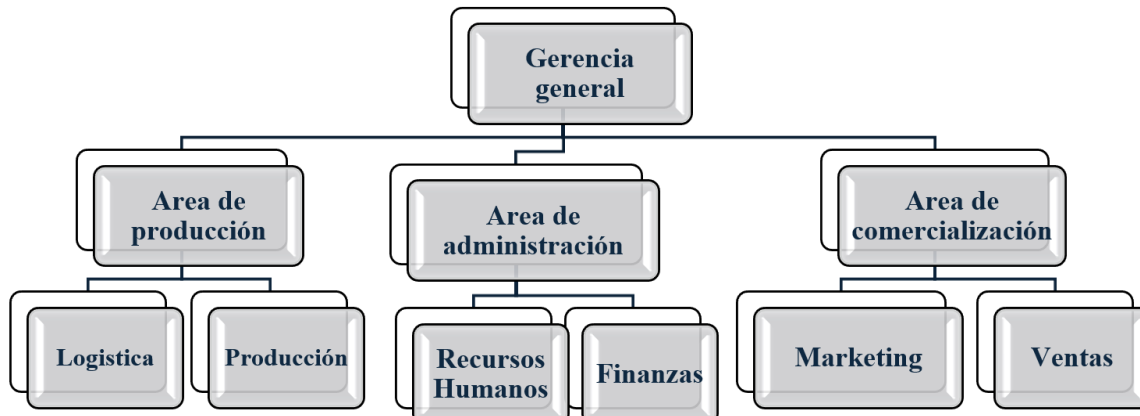 Gerencia
general
Area de
producción
Area de
administración
Area de
comercialización
Logistica
Producción
Recursos
Humanos
Finanzas
Marketing
Ventas